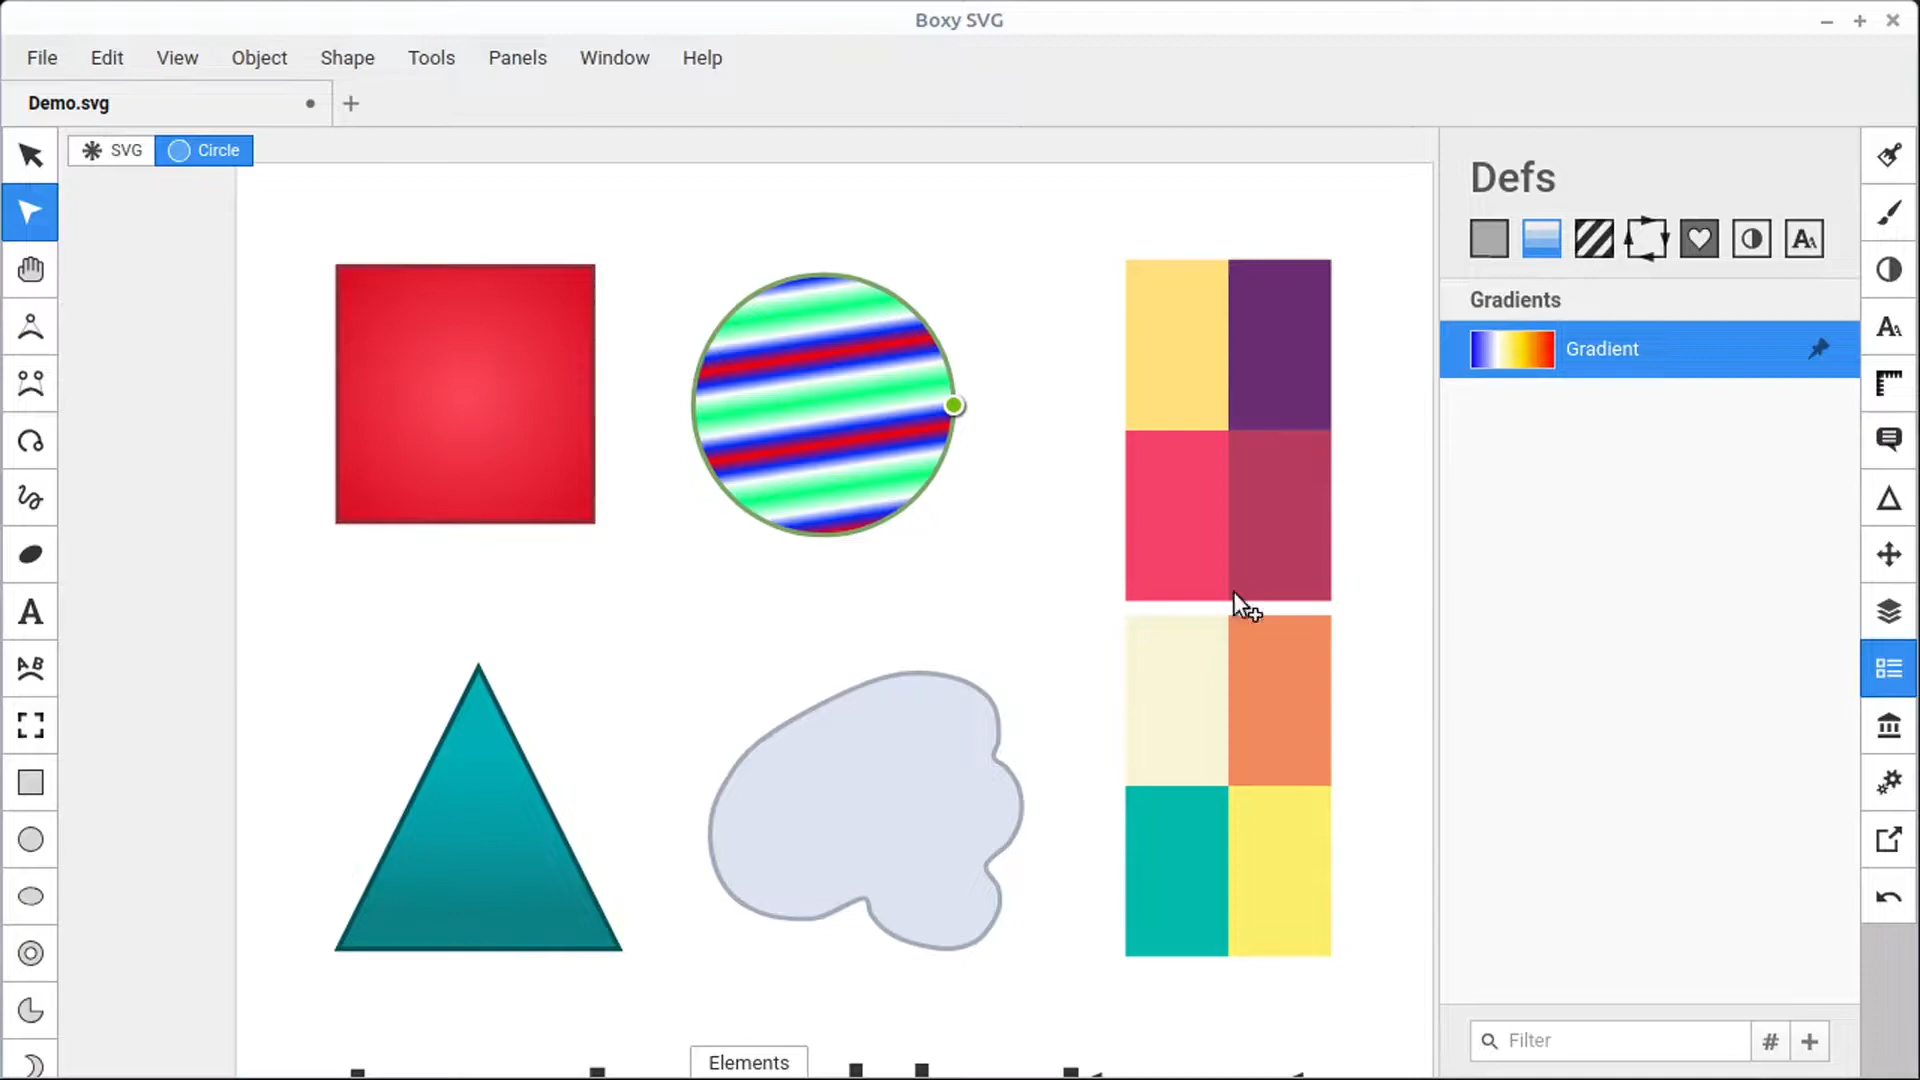 Boxy SVG
File Edit View Object Shape Tools Panels Window Help
Demo.svg
SVG Circle
Defs
Gradients
Gradient
Filter
Elements